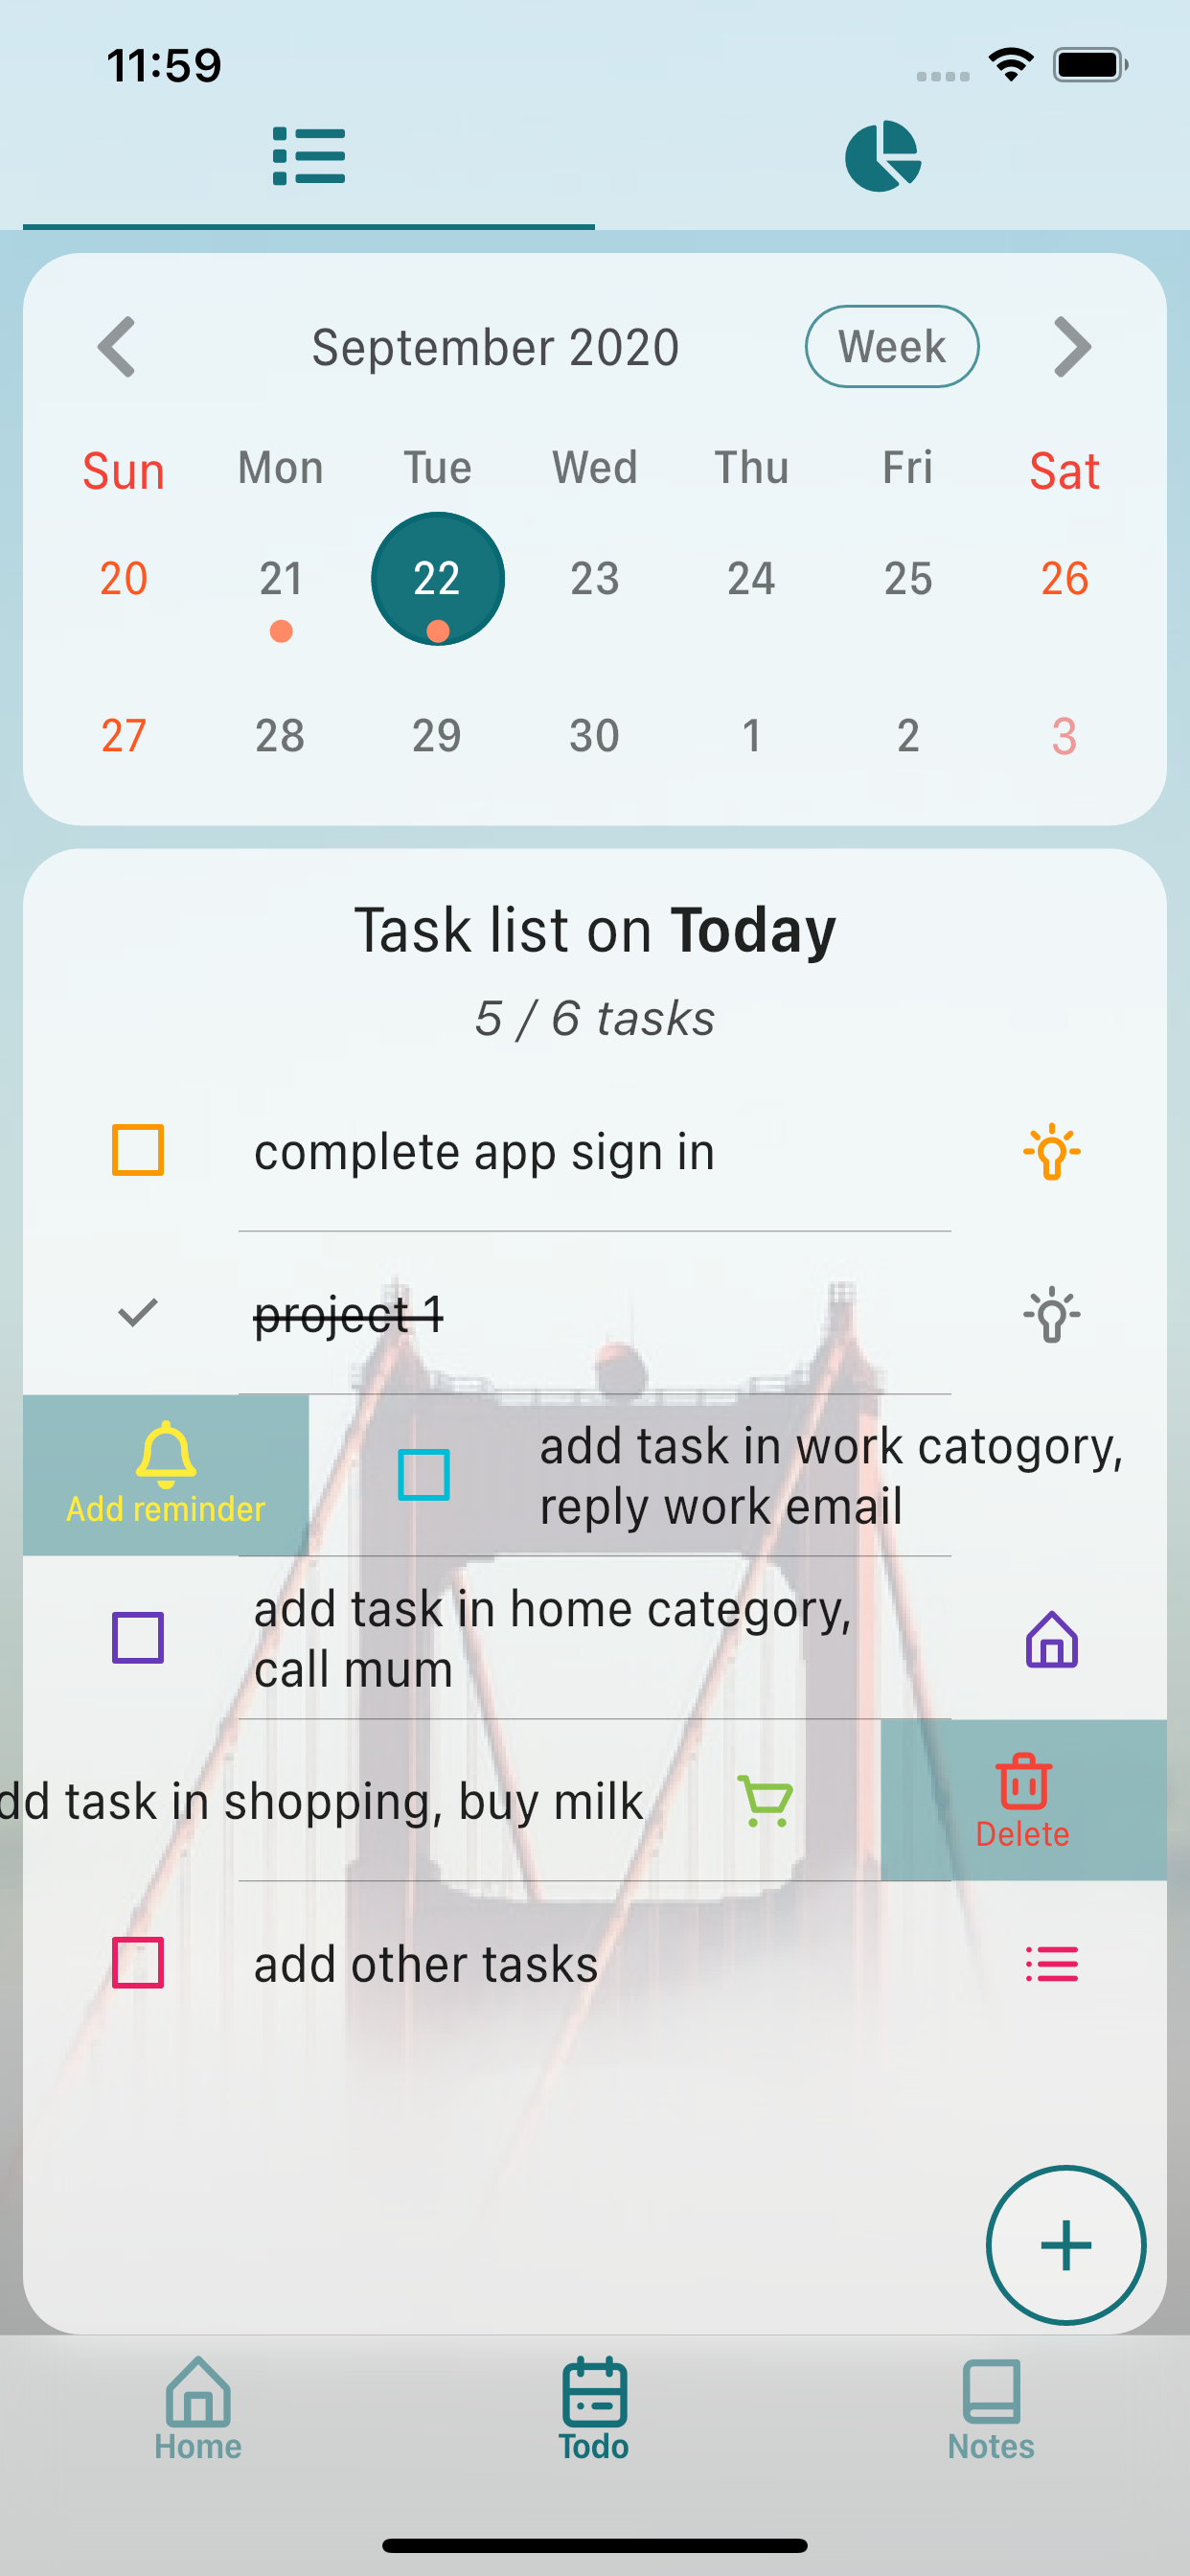 11:59
September 2020
Week
Sun Mon Tue Wed Thu Fri Sat
20 21 22 23 24 25 26
27 28 29 30 1 2 3
Task list on Today
5 / 6 tasks
complete app sign in
project 1
Add reminder
add task in work catogory,
reply work email
add task in home category,
call mum
dd task in shopping, buy milk
Delete
add other tasks
Home Todo Notes